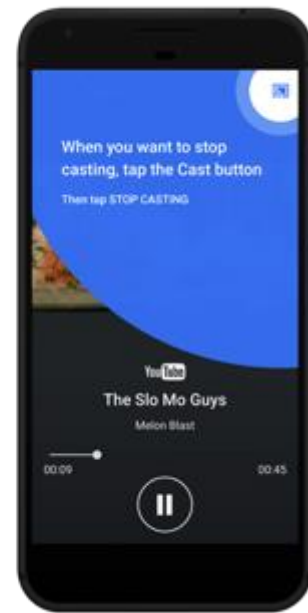 When you want to stop
casting, tap the Cast button
Then tap STOP CASTING
YouTube
The Slo Mo Guys
Melon Blast
00:09 00:45